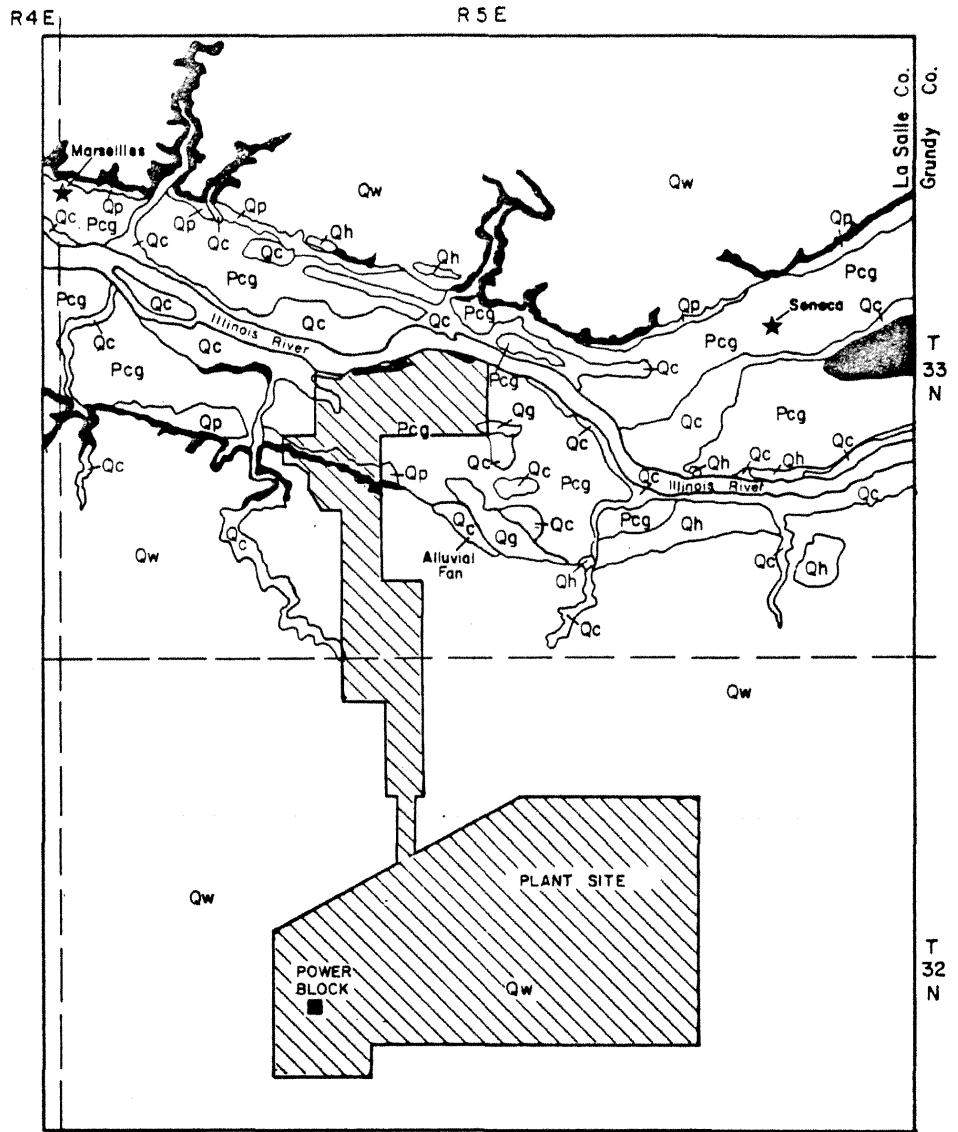 R4E
R5E
La Salle Co.
Grundy Co.
Marseilles
Qw
Qw
Qp
Qc
Pcg
Qc
Qp
Qc
Qp
Qh
Qc
Qh
Qp
Pcg
Pcg
Pcg
Qc
Qc
Qc
Pcg
Qp
Seneca
Pcg
Qc
Illinois River
Qc
Pcg
Qc
Pcg
Qc
T
33
N
Qp
Pcg
Qg
Qc
Qc
Pcg
Qc
Qc
Qc
Qp
Qc
Pcg
Qh
Qc
Qh
Illinois River
Qc
Qc
Qw
Qc
Qc
Qg
Qc
Pcg
Qh
Alluvial
Fan
Qh
Qc
Qh
Qc
Qw
Qw
PLANT SITE
T
32
N
POWER
BLOCK
Qw